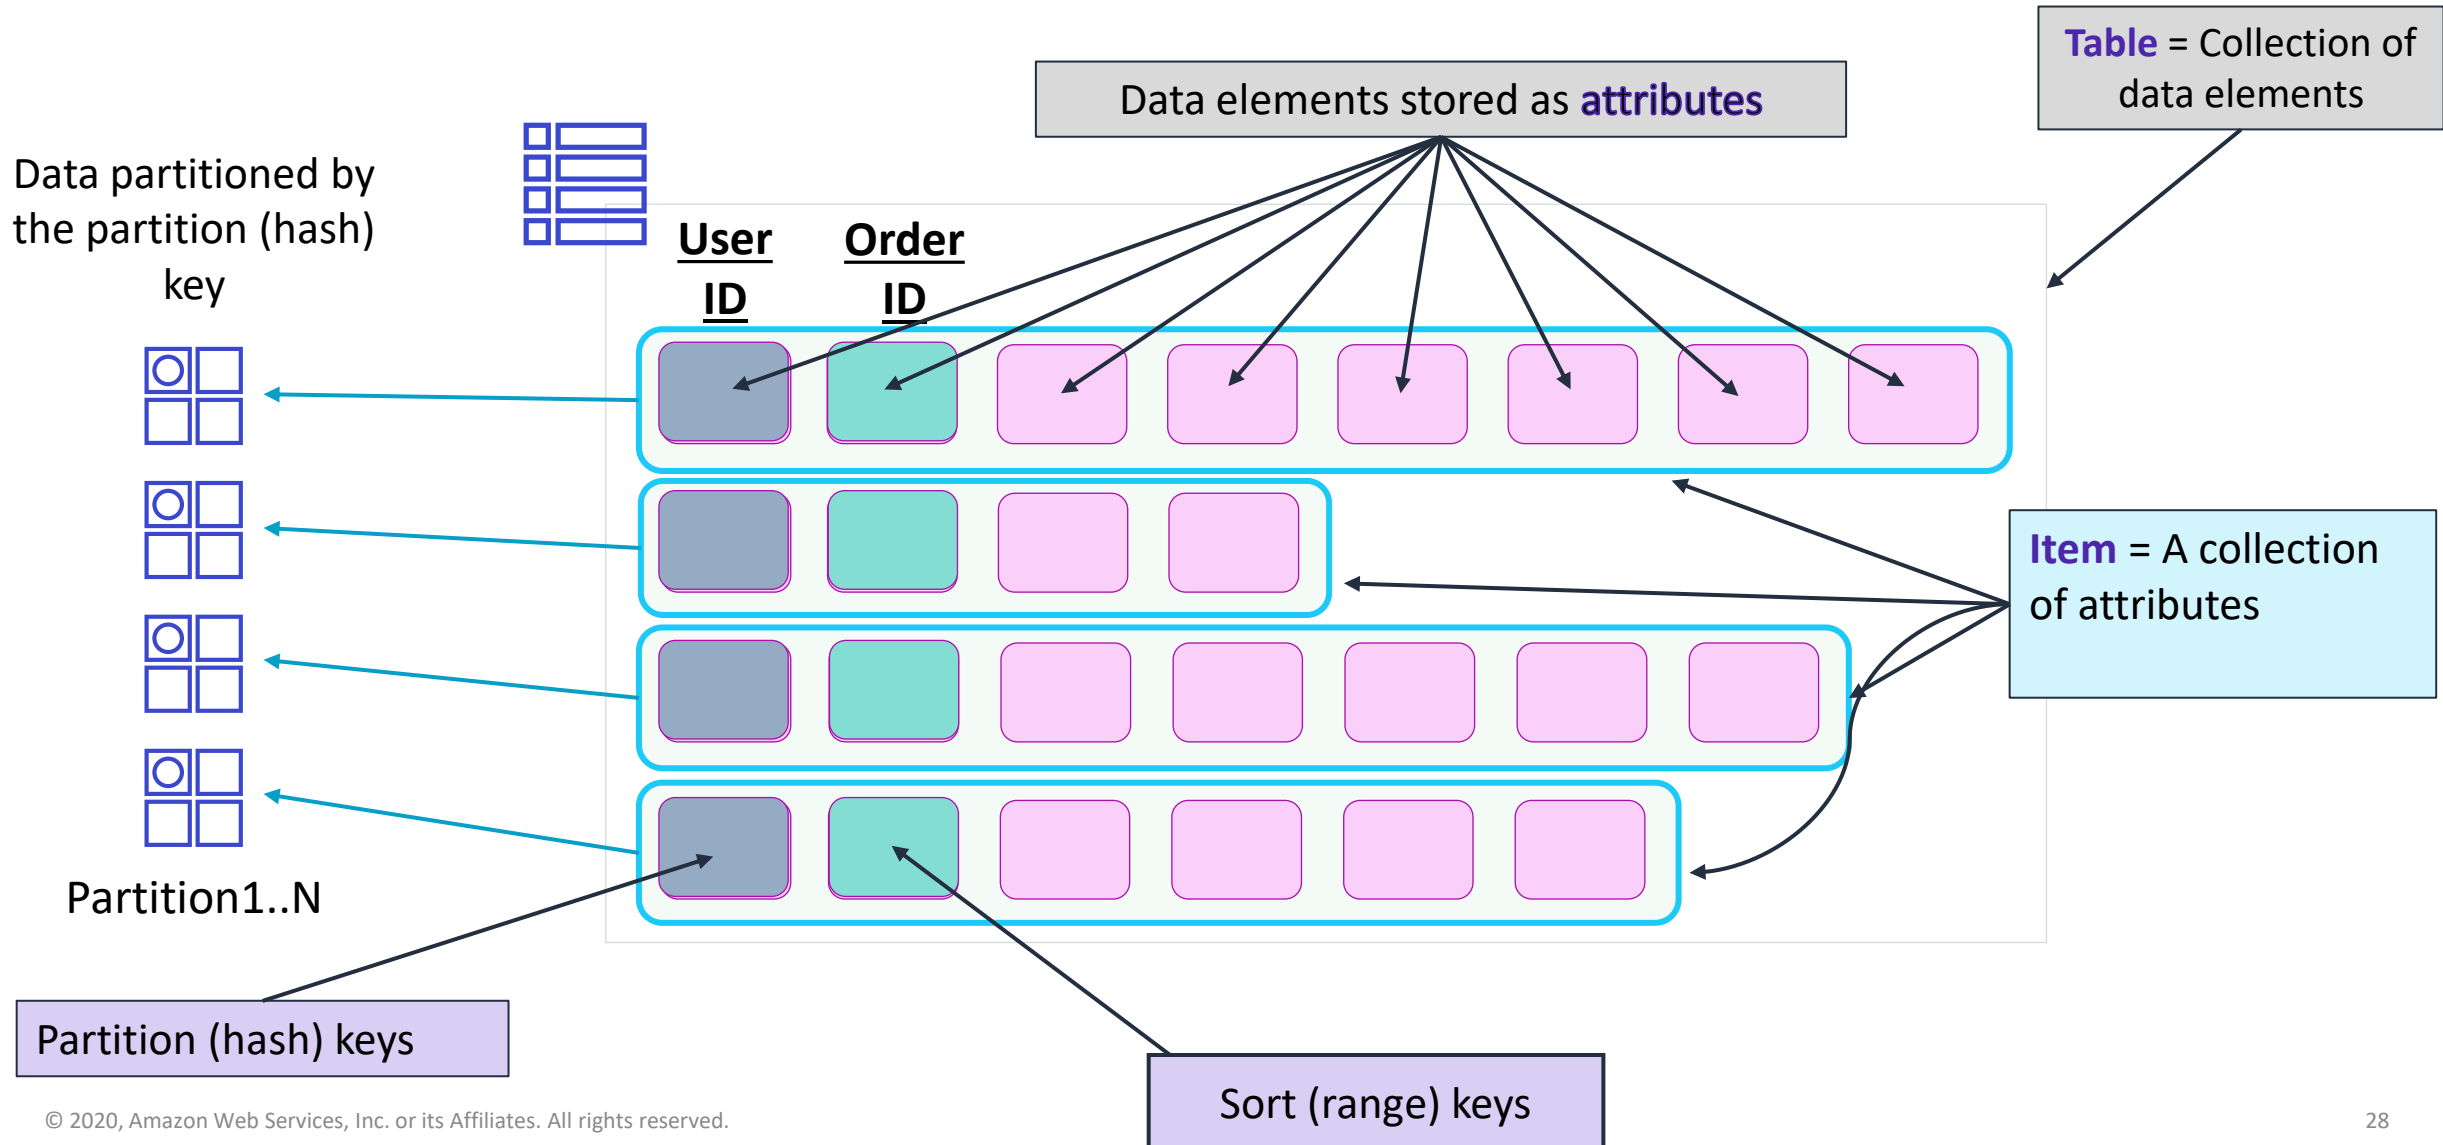 Table = Collection of
data elements
Data elements stored as attributes
Data partitioned by
the partition (hash)
key
User
ID
Order
ID
Item = A collection
of attributes
Partition1..N
Partition (hash) keys
Sort (range) keys
© 2020, Amazon Web Services, Inc. or its Affiliates. All rights reserved.
28